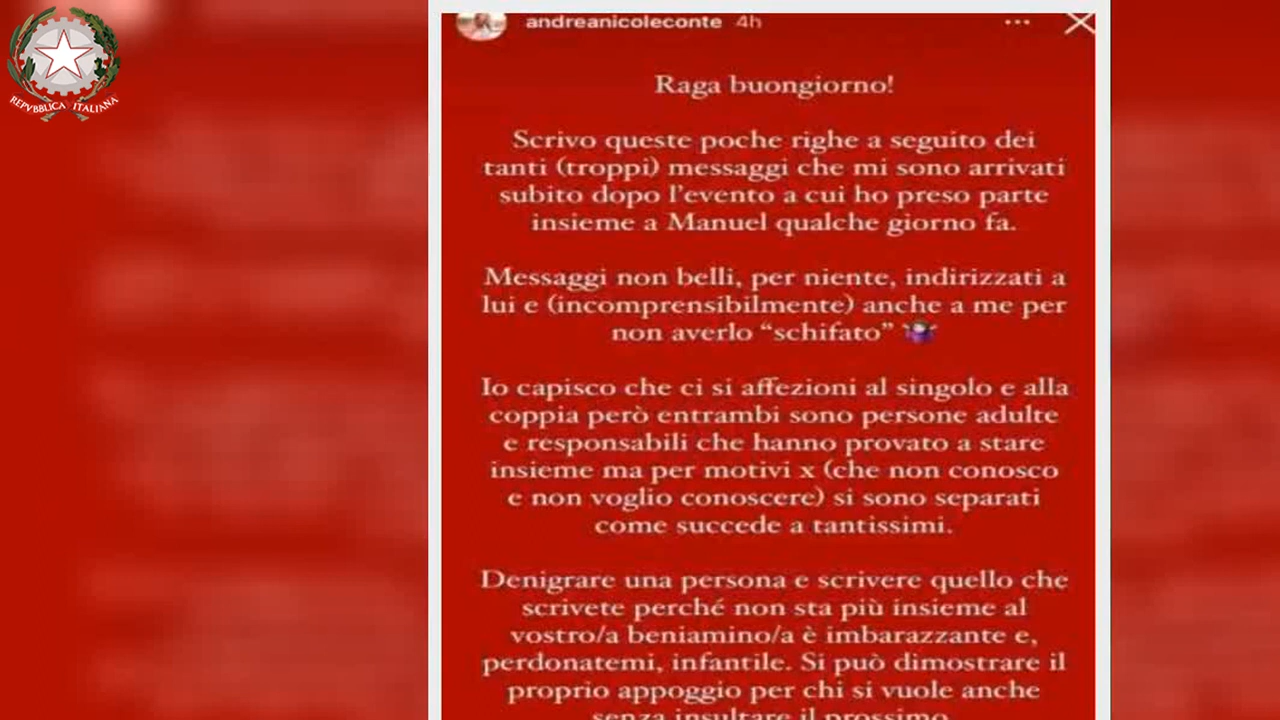 REPVBBLICA ITALIANA
andreanicoleconte 4h
Raga buongiorno!
Scrivo queste poche righe a seguito dei
tanti (troppi) messaggi che mi sono arrivati
subito dopo l'evento a cui ho preso parte
insieme a Manuel qualche giorno fa.
Messaggi non belli, per niente, indirizzati a
lui e (incomprensibilmente) anche a me per
non averlo “schifato” 🤷🏻‍♀️
Io capisco che ci si affezioni al singolo e alla
coppia però entrambi sono persone adulte
e responsabili che hanno provato a stare
insieme ma per motivi x (che non conosco
e non voglio conoscere) si sono separati
come succede a tantissimi.
Denigrare una persona e scrivere quello che
scrivete perché non sta più insieme al
vostro/a beniamino/a è imbarazzante e,
perdonatemi, infantile. Si può dimostrare il
proprio appoggio per chi si vuole anche
senza insultare il prossimo